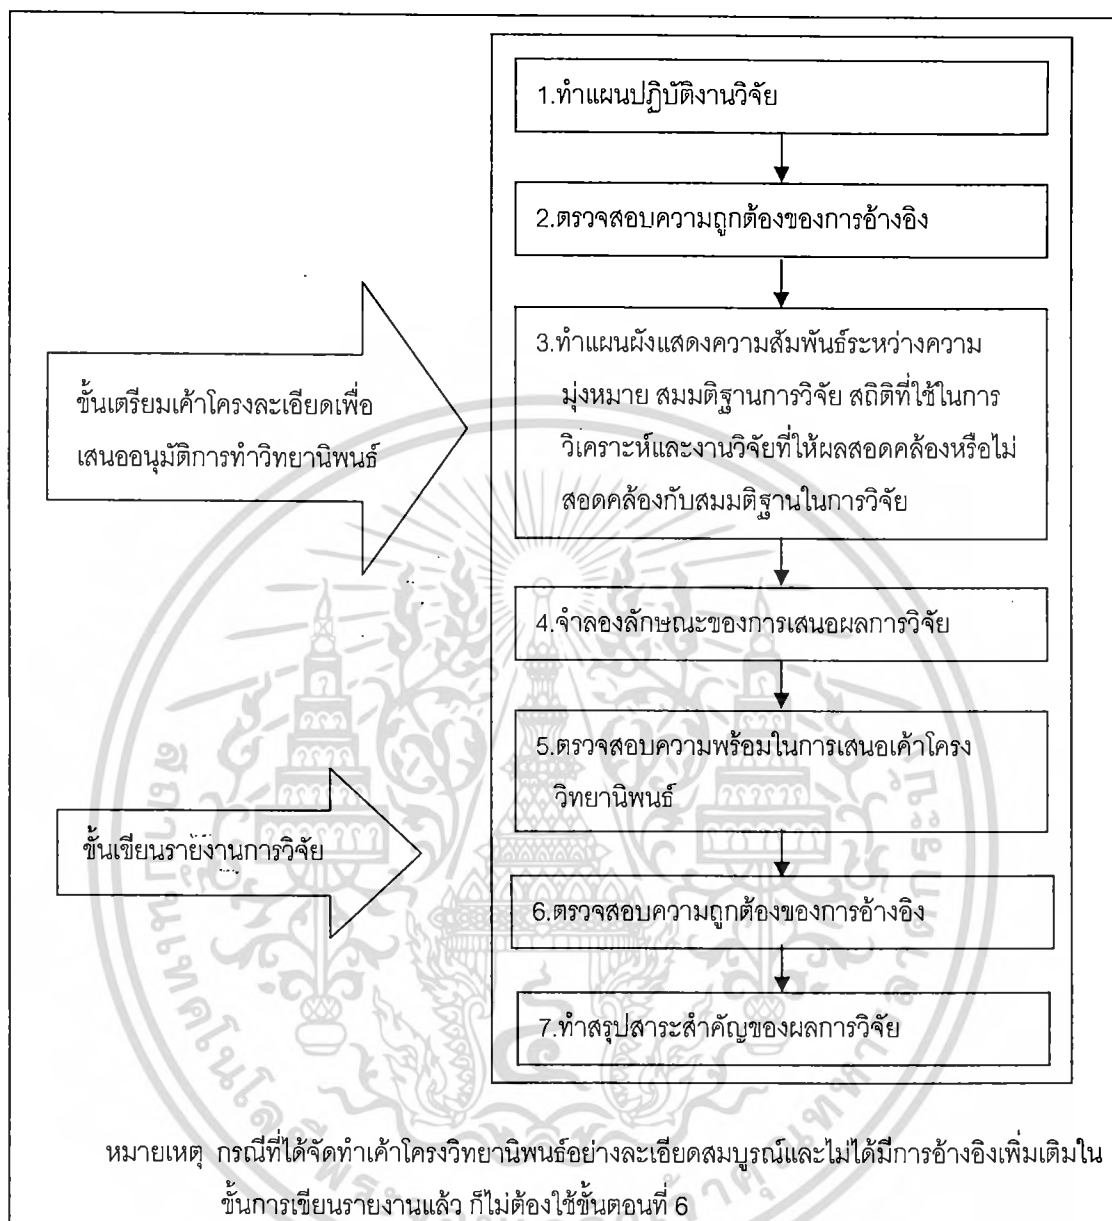 1.ทำแผนปฏิบัติงานวิจัย
2.ตรวจสอบความถูกต้องของการอ้างอิง
3.ทำแผนผังแสดงความสัมพันธ์ระหว่างความ
มุ่งหมาย สมมติฐานการวิจัย สถิติที่ใช้ในการ
วิเคราะห์และงานวิจัยที่ให้ผลสอดคล้องหรือไม่
สอดคล้องกับสมมติฐานในการวิจัย
ขั้นเตรียมเค้าโครงละเอียดเพื่อ
เสนออนุมัติการทำวิทยานิพนธ์
4.จำลองลักษณะของการเสนอผลการวิจัย
5.ตรวจสอบความพร้อมในการเสนอเค้าโครง
วิทยานิพนธ์
ขั้นเขียนรายงานการวิจัย
6.ตรวจสอบความถูกต้องของการอ้างอิง
7.ทำสรุปสาระสำคัญของผลการวิจัย
หมายเหตุ กรณีที่ได้จัดทำเค้าโครงวิทยานิพนธ์อย่างละเอียดสมบูรณ์และไม่ได้มีการอ้างอิงเพิ่มเติมใน
ขั้นการเขียนรายงานแล้ว ก็ไม่ต้องใช้ขั้นตอนที่ 6